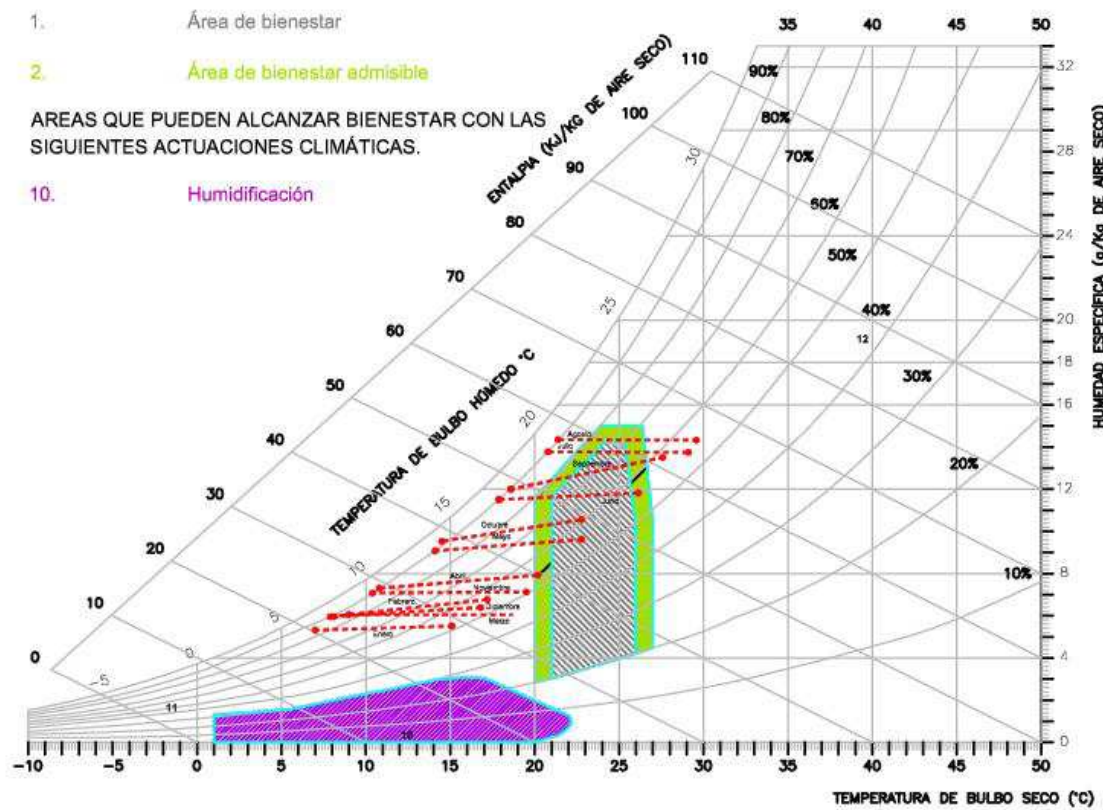 1. Área de bienestar
2. Área de bienestar admisible
AREAS QUE PUEDEN ALCANZAR BIENESTAR CON LAS
SIGUIENTES ACTUACIONES CLIMÁTICAS.
10. Humidificación
ENTALPIA (KJ/KG DE AIRE SECO)
0
10
20
30
40
50
60
70
80
90
100
110
TEMPERATURA DE BULBO HÚMEDO °C
-5
0
5
10
15
20
25
30
35 40 45 50
90%
80%
70%
60%
50%
40%
30%
20%
10%
12
11
10
Agosto
Julio
Septiembre
Junio
Octubre
Mayo
Abril
Noviembre
Febrero
Diciembre
Marzo
Enero
32
28
24
20
18
16
12
8
4
0
HUMEDAD ESPECÍFICA (g/Kg DE AIRE SECO)
-10 -5 0 5 10 15 20 25 30 35 40 45 50
TEMPERATURA DE BULBO SECO (°C)